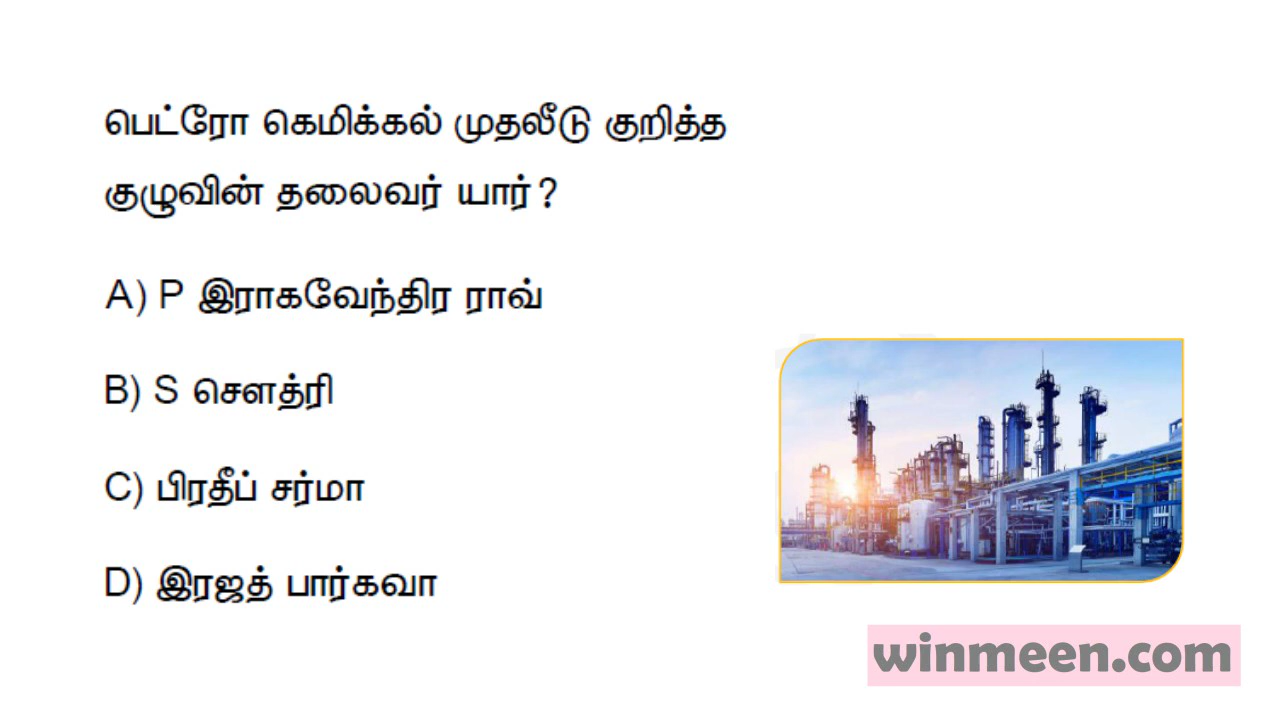 பெட்ரோ கெமிக்கல் முதலீடு குறித்த
குழுவின் தலைவர் யார்?
A) P இராகவேந்திர ராவ்
B) S சௌத்ரி
C) பிரதீப் சர்மா
D) இரஜத் பார்கவா
winmeen.com